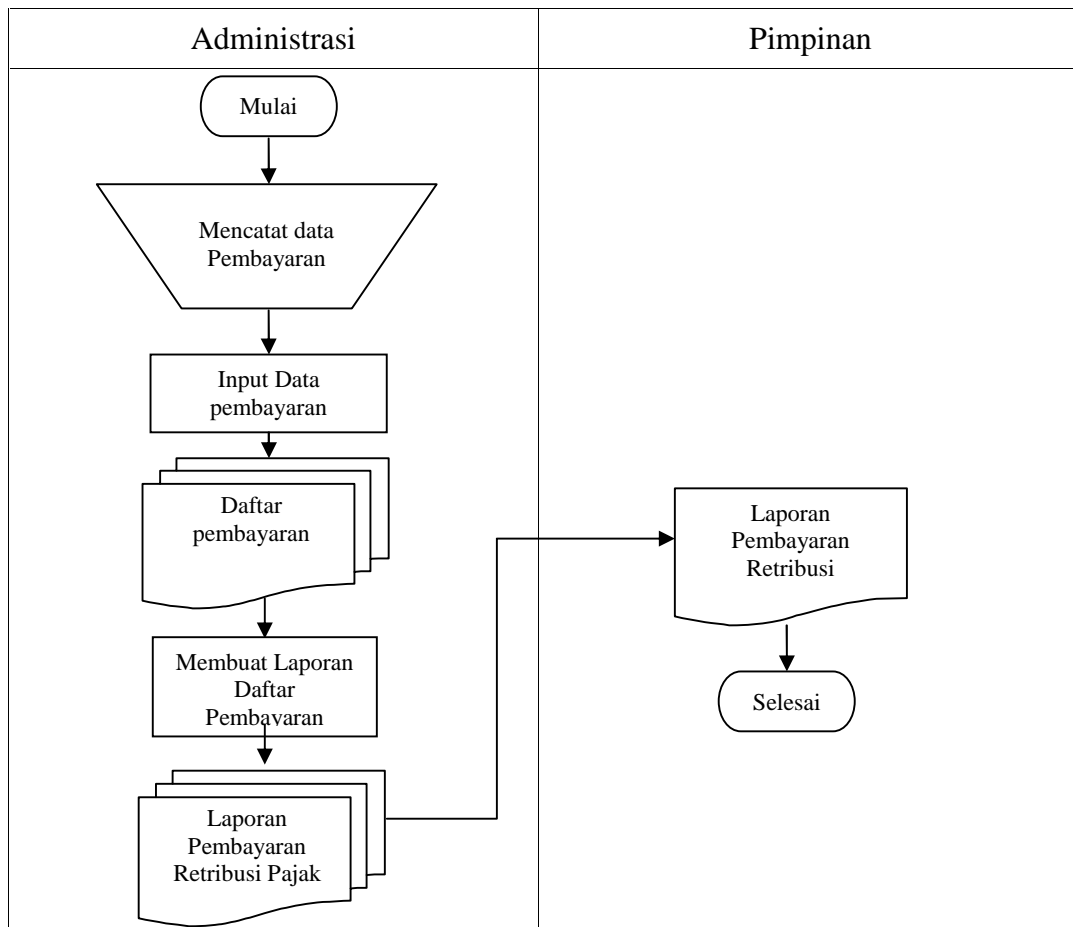 Administrasi
Pimpinan
Mulai
Mencatat data
Pembayaran
Input Data
pembayaran
Daftar
pembayaran
Membuat Laporan
Daftar
Pembayaran
Laporan
Pembayaran
Retribusi Pajak
Laporan
Pembayaran
Retribusi
Selesai